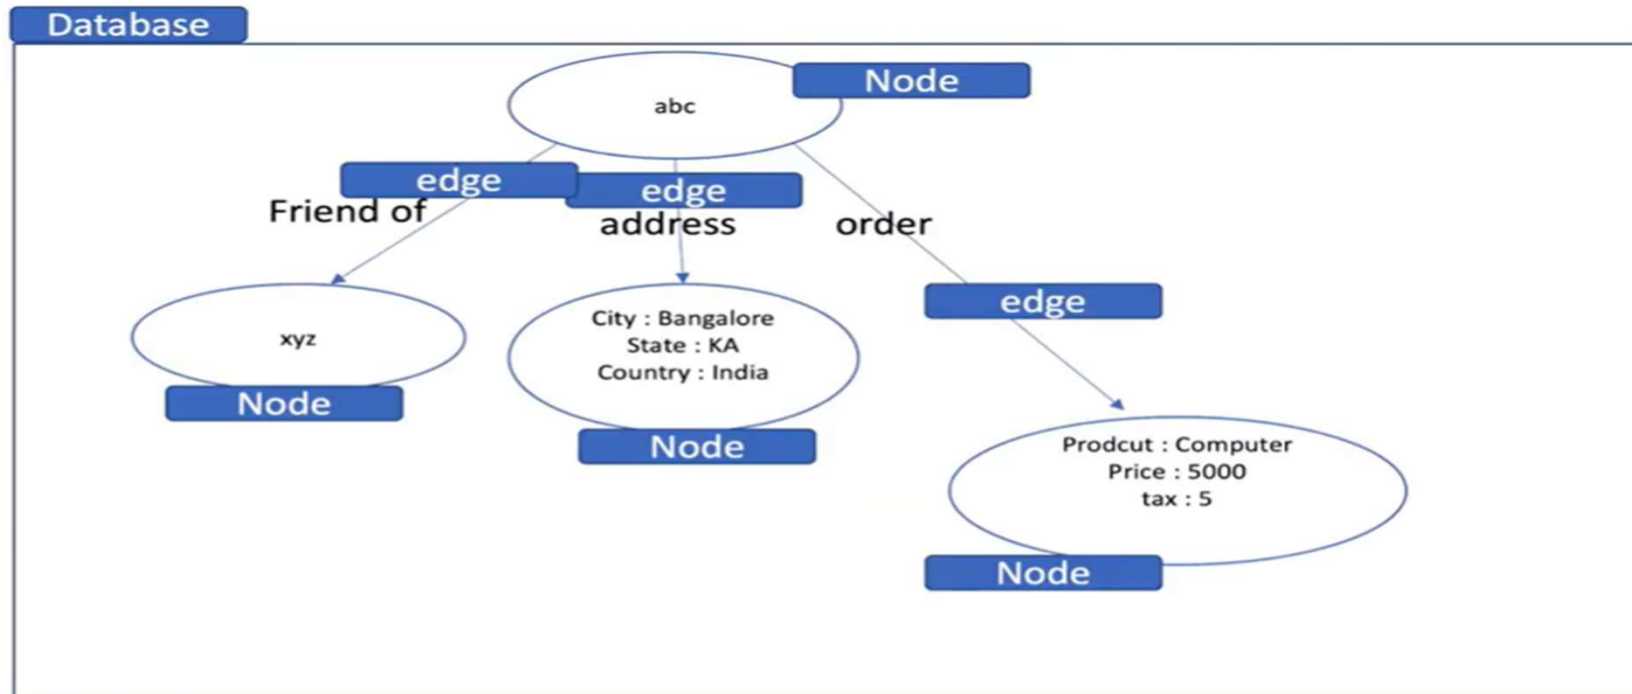 Database
Node
abc
edge
edge
Friend of
address
order
edge
xyz
City : Bangalore
State : KA
Country : India
Node
Node
Prodcut : Computer
Price : 5000
tax : 5
Node